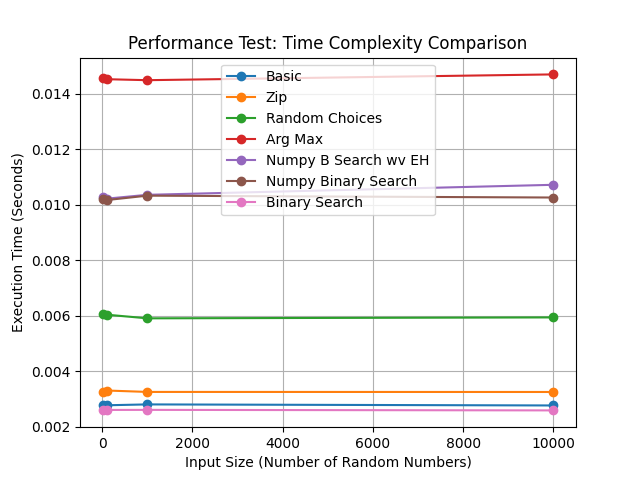 Performance Test: Time Complexity Comparison
Execution Time (Seconds)
0.014
0.012
0.010
0.008
0.006
0.004
0.002
Basic
Zip
Random Choices
Arg Max
Numpy B Search wv EH
Numpy Binary Search
Binary Search
0 2000 4000 6000 8000 10000
Input Size (Number of Random Numbers)